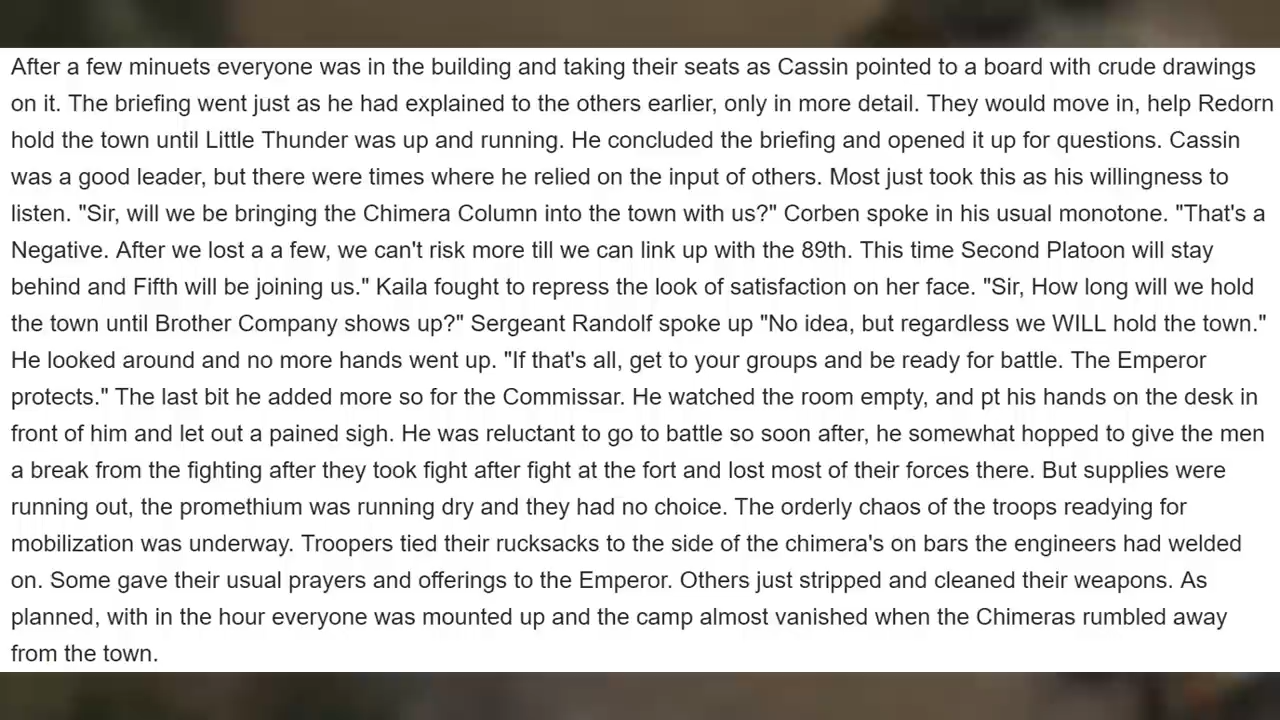 After a few minuets everyone was in the building and taking their seats as Cassin pointed to a board with crude drawings
on it. The briefing went just as he had explained to the others earlier, only in more detail. They would move in, help Redorn
hold the town until Little Thunder was up and running. He concluded the briefing and opened it up for questions. Cassin
was a good leader, but there were times where he relied on the input of others. Most just took this as his willingness to
listen. "Sir, will we be bringing the Chimera Column into the town with us?" Corben spoke in his usual monotone. "That's a
Negative. After we lost a a few, we can't risk more till we can link up with the 89th. This time Second Platoon will stay
behind and Fifth will be joining us." Kaila fought to repress the look of satisfaction on her face. "Sir, How long will we hold
the town until Brother Company shows up?" Sergeant Randolf spoke up "No idea, but regardless we WILL hold the town."
He looked around and no more hands went up. "If that's all, get to your groups and be ready for battle. The Emperor
protects." The last bit he added more so for the Commissar. He watched the room empty, and pt his hands on the desk in
front of him and let out a pained sigh. He was reluctant to go to battle so soon after, he somewhat hopped to give the men
a break from the fighting after they took fight after fight at the fort and lost most of their forces there. But supplies were
running out, the promethium was running dry and they had no choice. The orderly chaos of the troops readying for
mobilization was underway. Troopers tied their rucksacks to the side of the chimera's on bars the engineers had welded
on. Some gave their usual prayers and offerings to the Emperor. Others just stripped and cleaned their weapons. As
planned, with in the hour everyone was mounted up and the camp almost vanished when the Chimeras rumbled away
from the town.